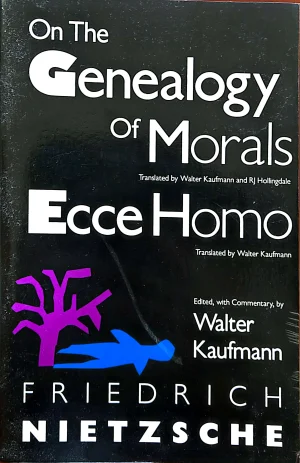 On The
Genealogy
Of Morals
Translated by Walter Kaufmann and RJ Hollingdale
Ecce Homo
Translated by Walter Kaufmann
Edited, with Commentary, by
Walter
Kaufmann
FRIEDRICH
NIETZSCHE